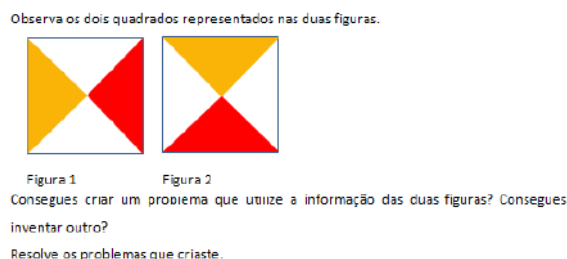 Observa os dois quadrados representados nas duas figuras.
Figura 1 Figura 2
Consegues criar um problema que utilize a informação das duas figuras? Consegues
inventar outro?
Resolve os problemas que criaste.